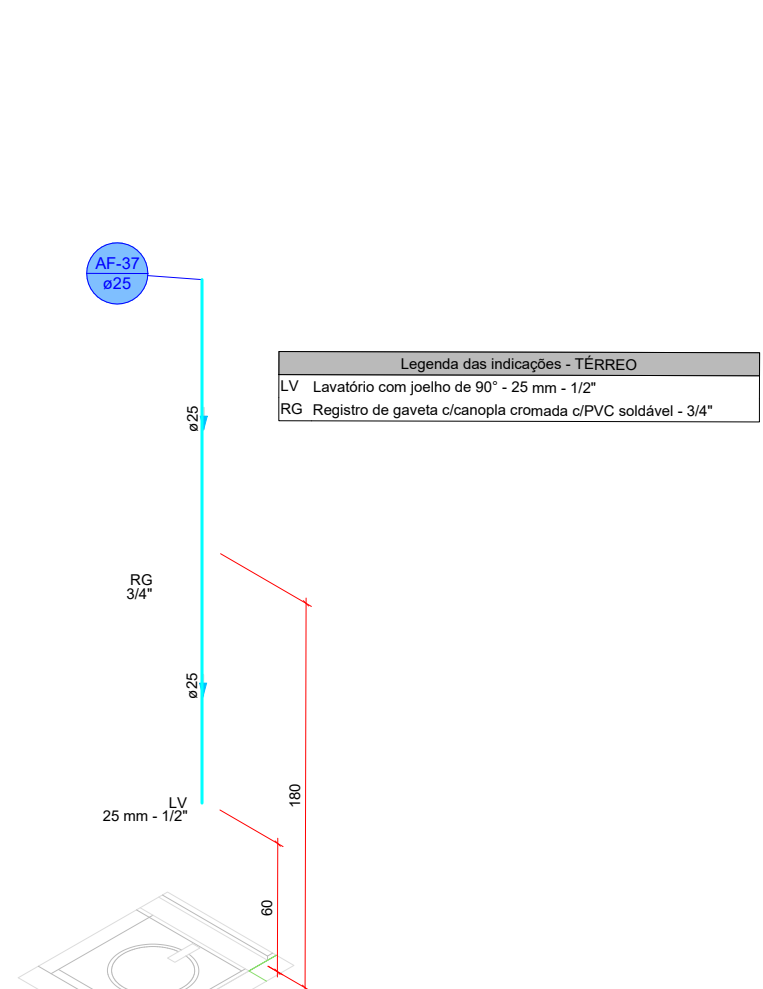 AF-37
ø25
Legenda das indicações - TÉRREO
LV Lavatório com joelho de 90° - 25 mm - 1/2"
RG Registro de gaveta c/canopla cromada c/PVC soldável - 3/4"
ø25
RG
3/4"
ø25
180
LV
25 mm - 1/2"
60